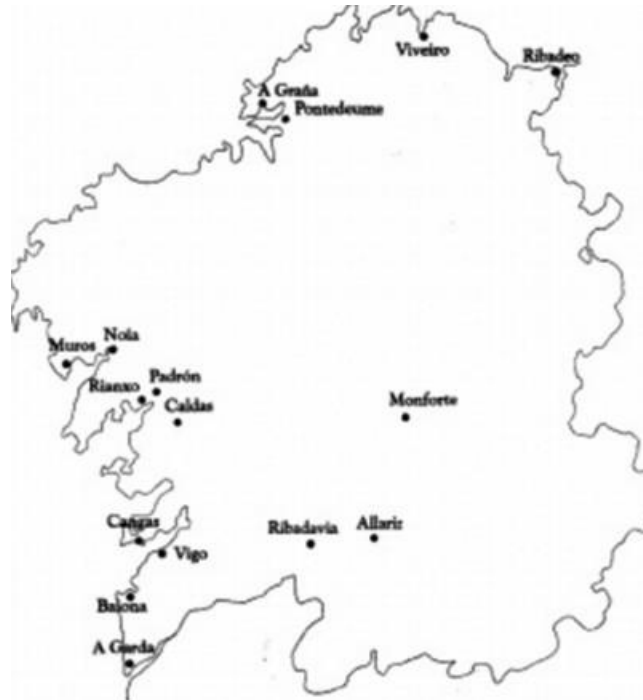 Viveiro
Ribadeo
A Graña
Pontedeume
Noia
Muros
Padrón
Rianxo
Caldas
Monforte
Cangas
Ribadavia
Allariz
Vigo
Baiona
A Garda